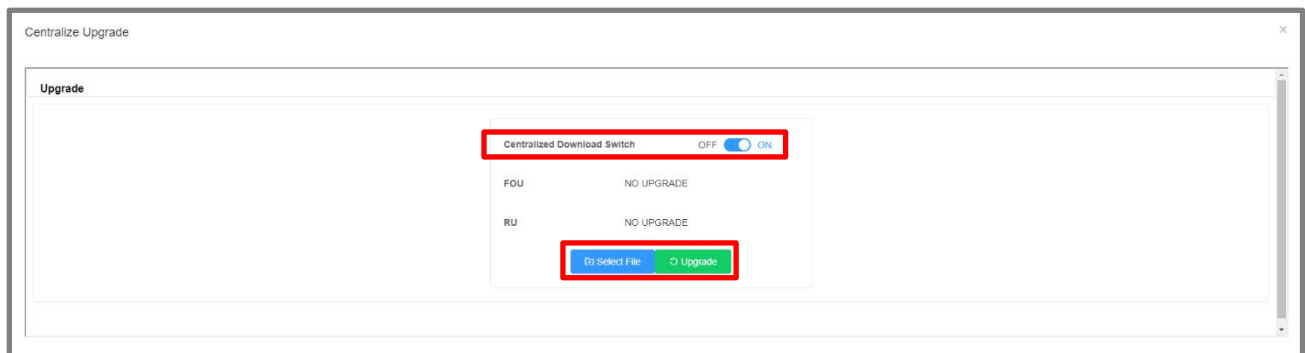 Centralize Upgrade
Upgrade
Centralized Download Switch OFF ON
FOU NO UPGRADE
RU NO UPGRADE
Select File Upgrade